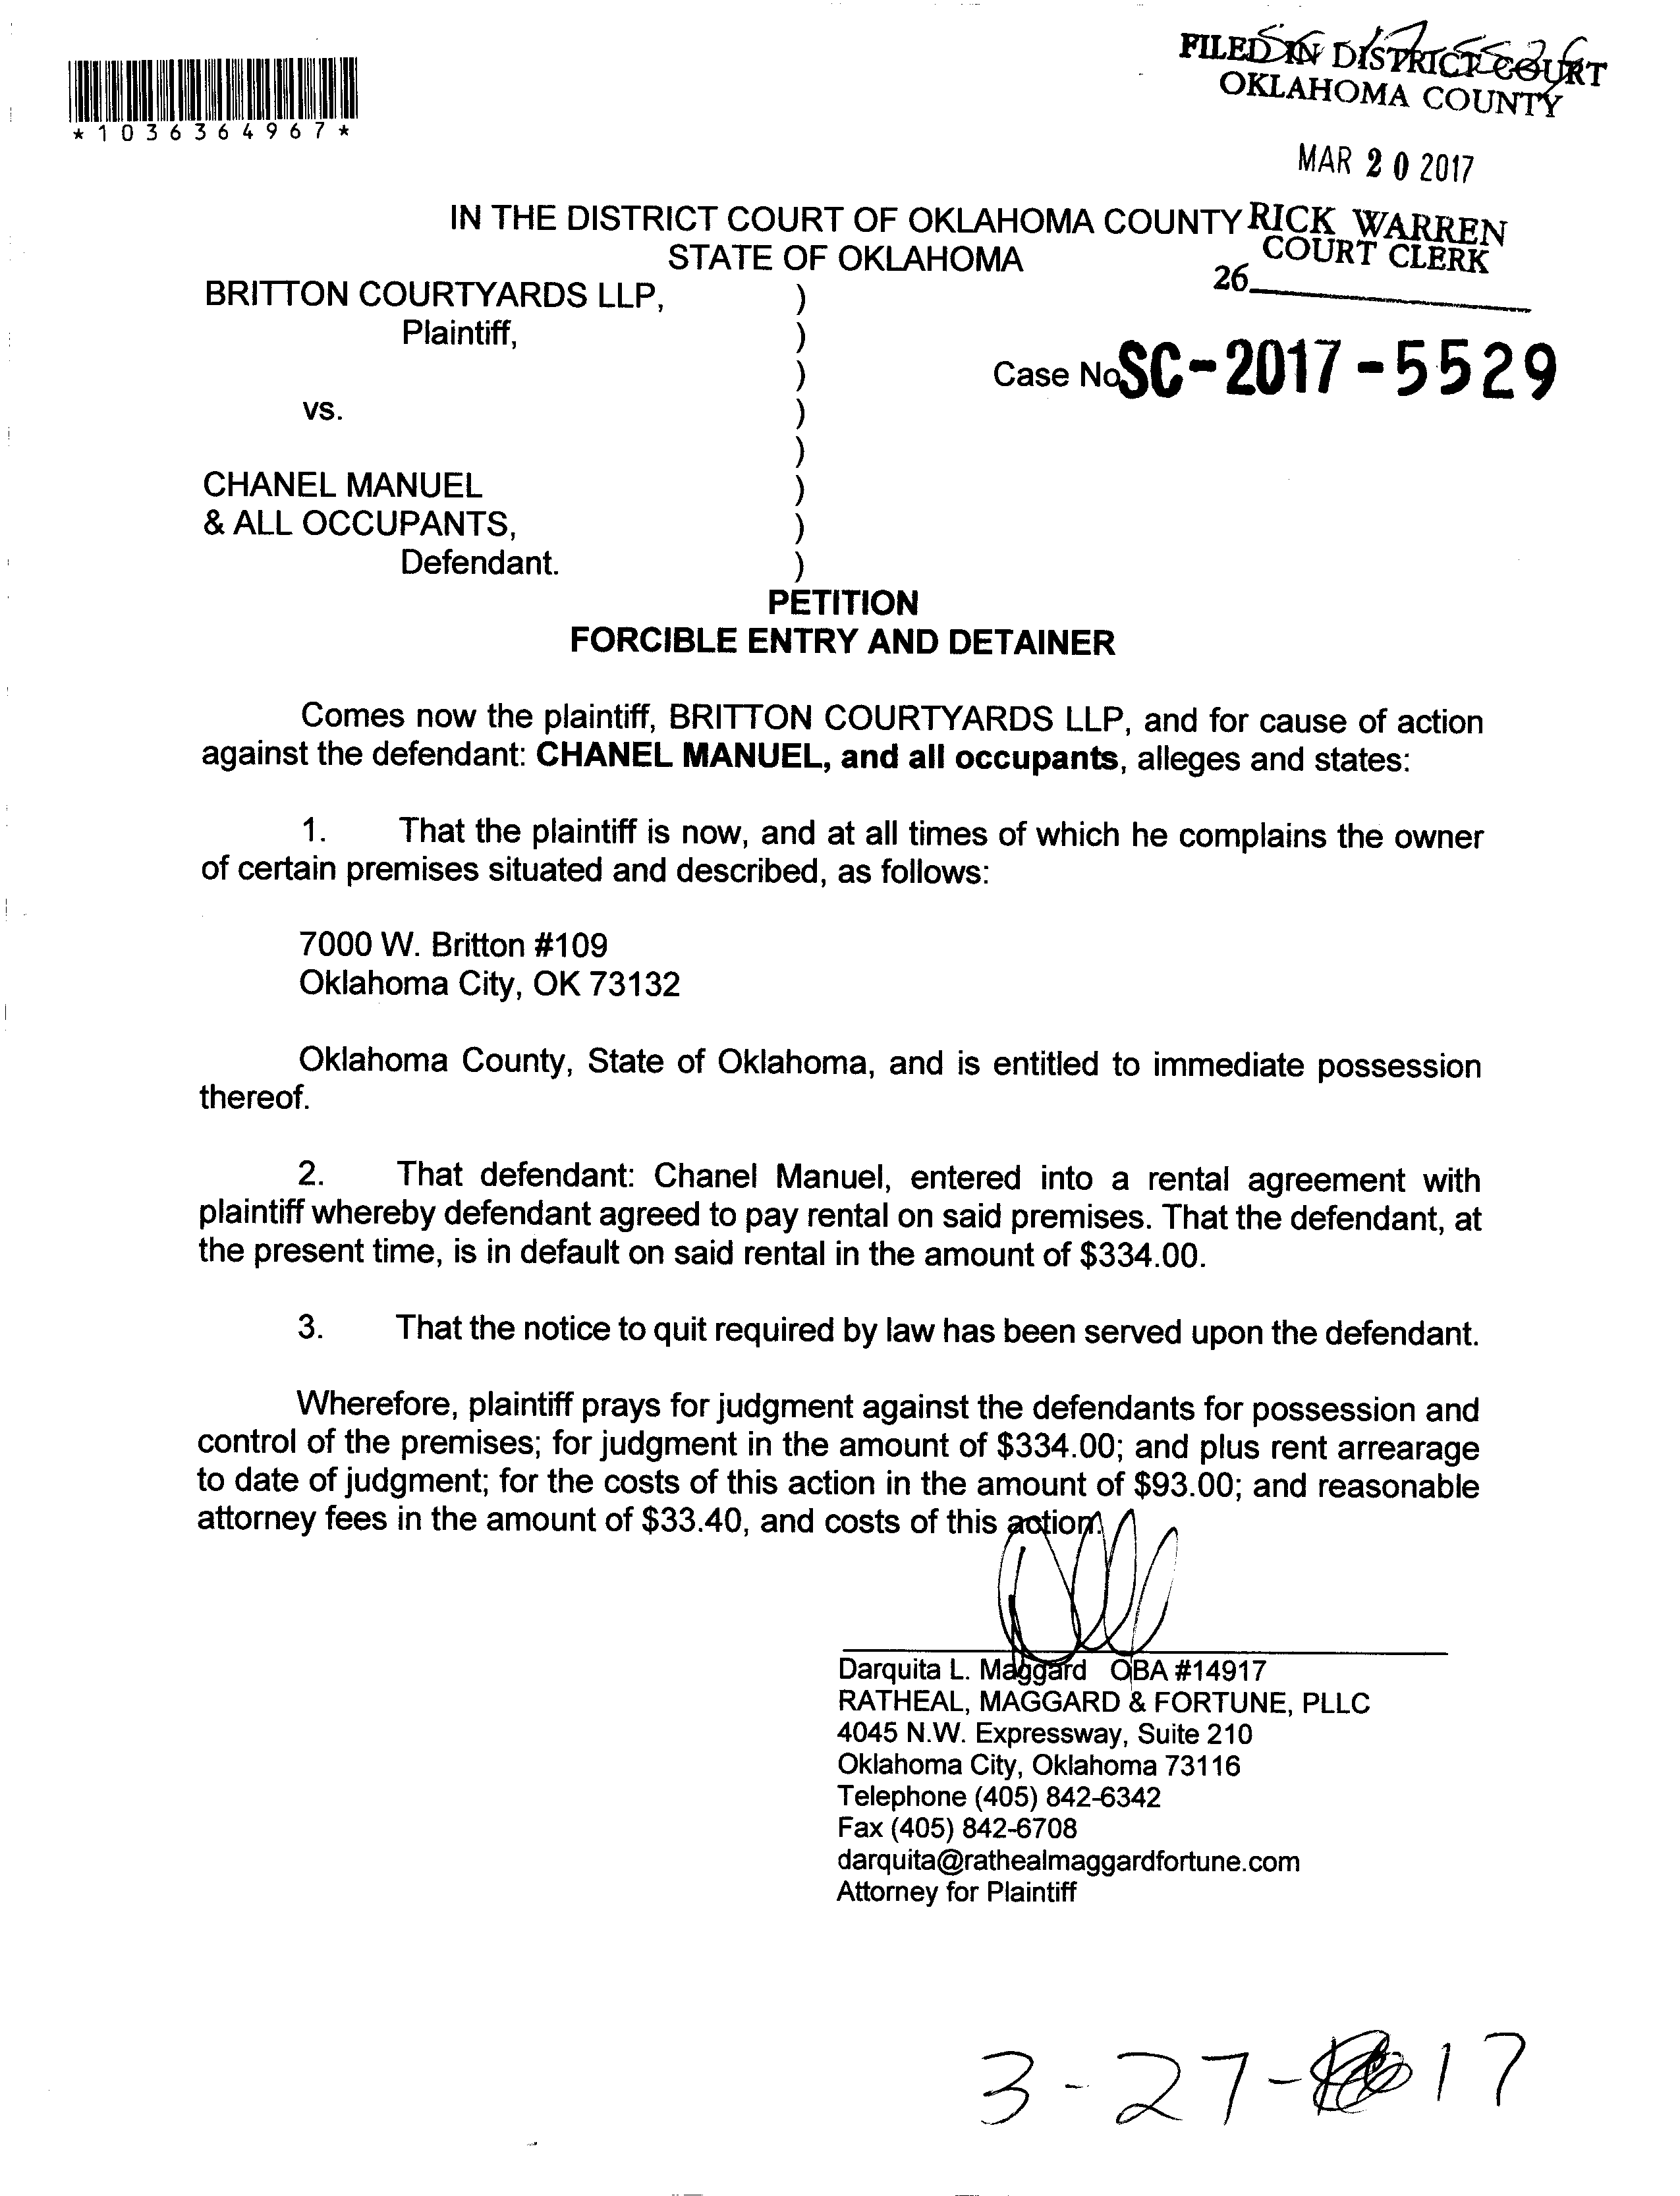 FILED IN DISTRICT COURT
OKLAHOMA COUNTY
*1036364967*
MAR 20 2017
IN THE DISTRICT COURT OF OKLAHOMA COUNTY RICK WARREN
STATE OF OKLAHOMA COURT CLERK
26
BRITTON COURTYARDS LLP, )
Plaintiff, )
)
Case No SC-2017-5529
vs. )
)
CHANEL MANUEL )
& ALL OCCUPANTS, )
Defendant. )
PETITION
FORCIBLE ENTRY AND DETAINER
Comes now the plaintiff, BRITTON COURTYARDS LLP, and for cause of action
against the defendant: CHANEL MANUEL, and all occupants, alleges and states:
1. That the plaintiff is now, and at all times of which he complains the owner
of certain premises situated and described, as follows:
7000 W. Britton #109
Oklahoma City, OK 73132
Oklahoma County, State of Oklahoma, and is entitled to immediate possession
thereof.
2. That defendant: Chanel Manuel, entered into a rental agreement with
plaintiff whereby defendant agreed to pay rental on said premises. That the defendant, at
the present time, is in default on said rental in the amount of $334.00.
3. That the notice to quit required by law has been served upon the defendant.
Wherefore, plaintiff prays for judgment against the defendants for possession and
control of the premises; for judgment in the amount of $334.00; and plus rent arrearage
to date of judgment; for the costs of this action in the amount of $93.00; and reasonable
attorney fees in the amount of $33.40, and costs of this action.
Darquita L. Maggard OBA #14917
RATHEAL, MAGGARD & FORTUNE, PLLC
4045 N.W. Expressway, Suite 210
Oklahoma City, Oklahoma 73116
Telephone (405) 842-6342
Fax (405) 842-6708
darquita@rathealmaggardfortune.com
Attorney for Plaintiff
3-27-17